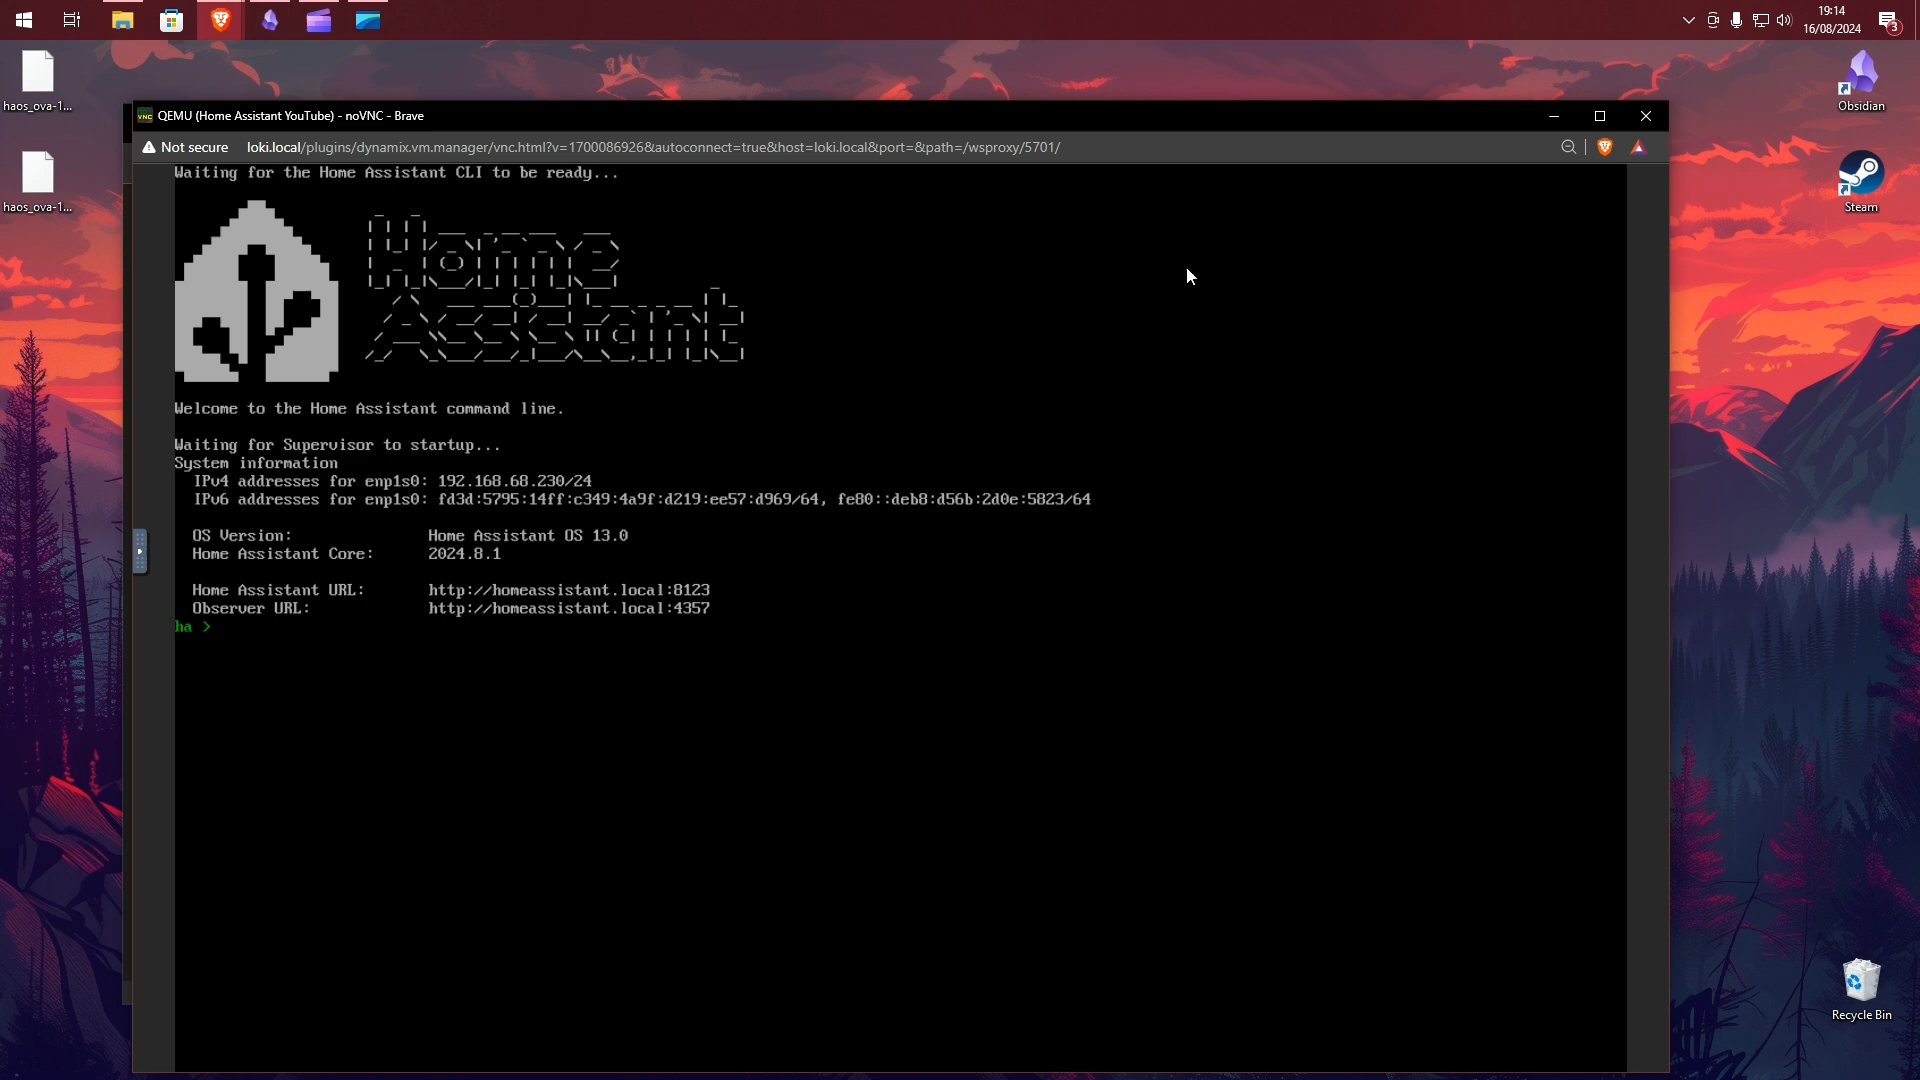 19:14
16/08/2024
3
haos_ova-1...
haos_ova-1...
Obsidian
Steam
Recycle Bin
QEMU (Home Assistant YouTube) - noVNC - Brave
Not secure loki.local/plugins/dynamix.vm.manager/vnc.html?v=1700086926&autoconnect=true&host=loki.local&port=&path=/wsproxy/5701/
Waiting for the Home Assistant CLI to be ready...
Home
Assistant
Welcome to the Home Assistant command line.
Waiting for Supervisor to startup...
System information
IPv4 addresses for enp1s0: 192.168.68.230/24
IPv6 addresses for enp1s0: fd3d:5795:14ff:c349:4a9f:d219:ee57:d969/64, fe80::deb8:d56b:2d0e:5823/64
OS Version: Home Assistant OS 13.0
Home Assistant Core: 2024.8.1
Home Assistant URL: http://homeassistant.local:8123
Observer URL: http://homeassistant.local:4357
ha >